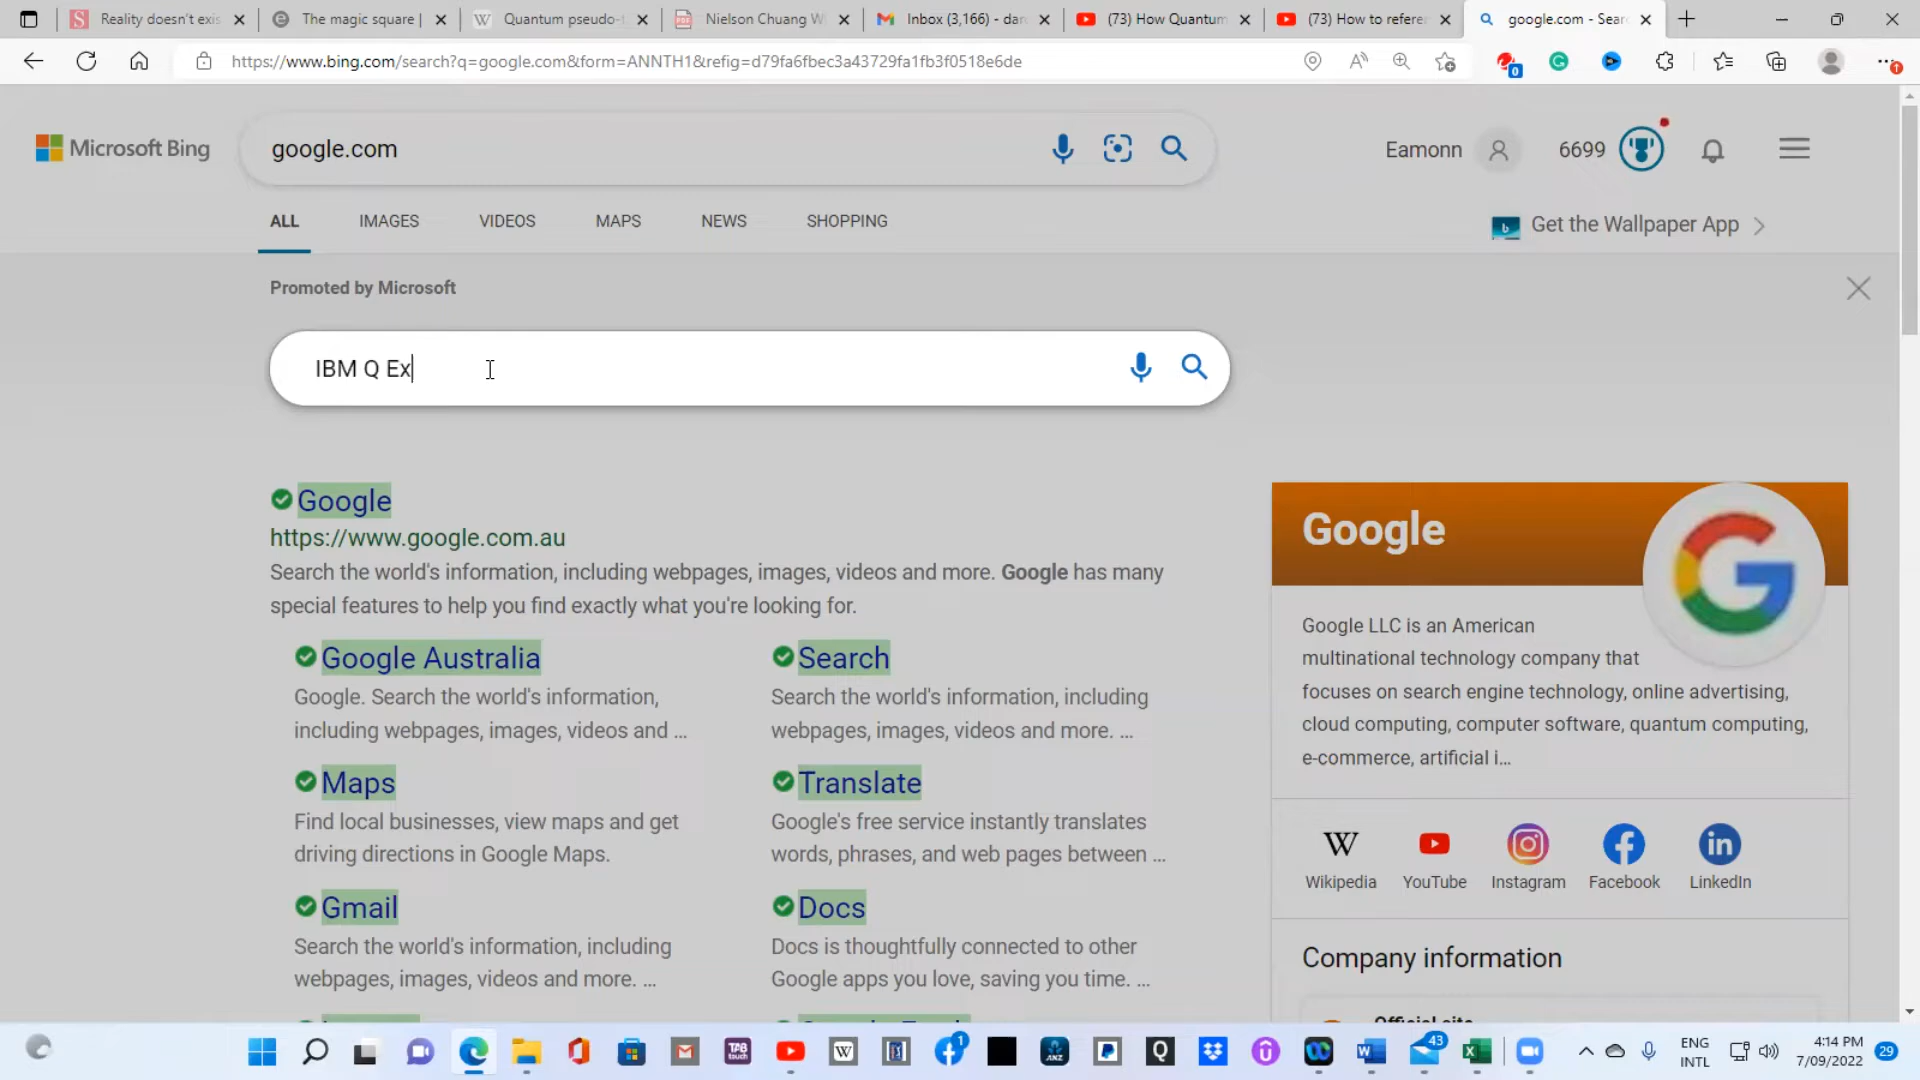 Reality doesn't exis
The magic square |
Quantum pseudo-t
Nielson Chuang W
Inbox (3,166) - dar
(73) How Quantum
(73) How to refere
google.com - Sear
https://www.bing.com/search?q=google.com&form=ANNTH1&refig=d79fa6fbec3a43729fa1fb3f0518e6de
0
Microsoft Bing
google.com
Eamonn
6699
ALL
IMAGES
VIDEOS
MAPS
NEWS
SHOPPING
Get the Wallpaper App
Promoted by Microsoft
IBM Q Ex
Google
https://www.google.com.au
Search the world's information, including webpages, images, videos and more. Google has many
special features to help you find exactly what you're looking for.
Google Australia
Google. Search the world's information,
including webpages, images, videos and ...
Search
Search the world's information, including
webpages, images, videos and more. ...
Maps
Find local businesses, view maps and get
driving directions in Google Maps.
Translate
Google's free service instantly translates
words, phrases, and web pages between ...
Gmail
Search the world's information, including
webpages, images, videos and more. ...
Docs
Docs is thoughtfully connected to other
Google apps you love, saving you time. ...
Google
Google LLC is an American
multinational technology company that
focuses on search engine technology, online advertising,
cloud computing, computer software, quantum computing,
e-commerce, artificial i...
Wikipedia
YouTube
Instagram
Facebook
LinkedIn
Company information
Official site
TAB
touch
W
1
ANZ
Q
43
ENG
INTL
4:14 PM
7/09/2022
29